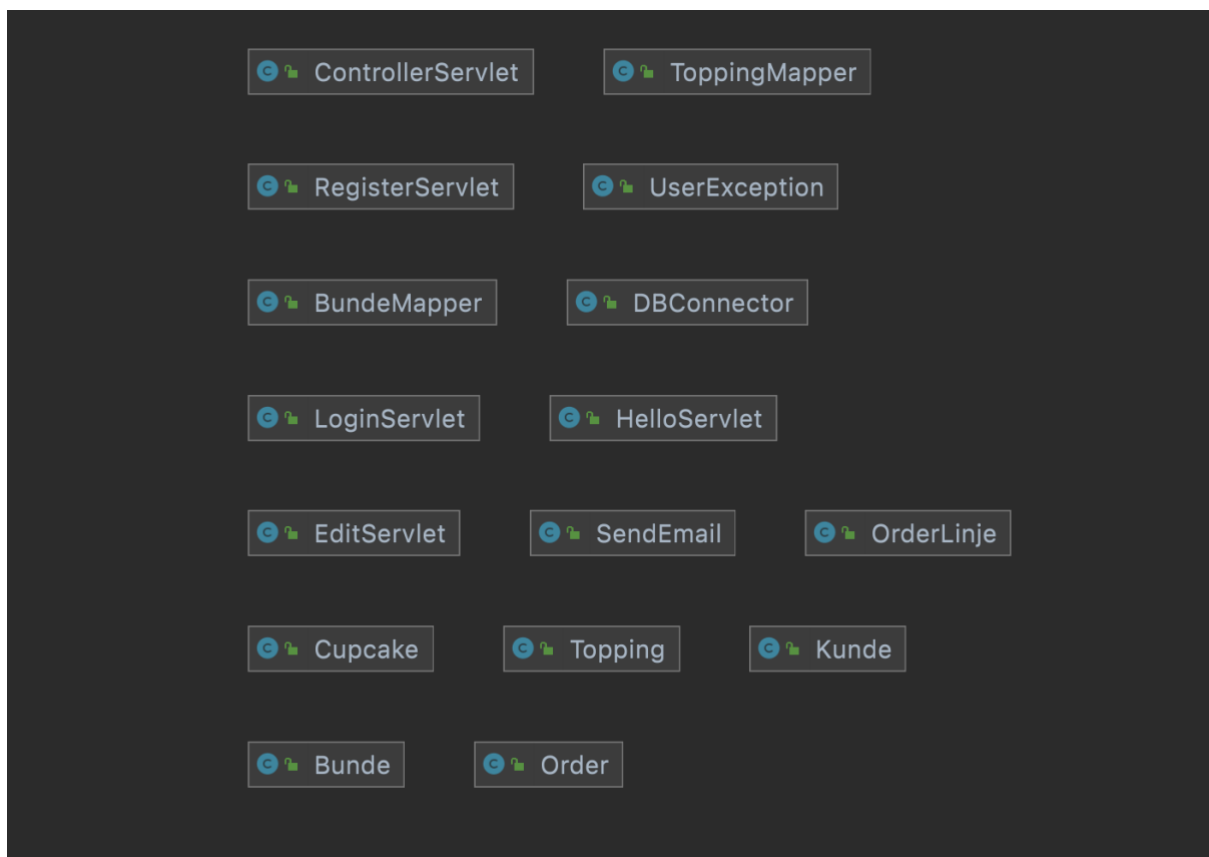 ControllerServlet ToppingMapper
RegisterServlet UserException
BundeMapper DBConnector
LoginServlet HelloServlet
EditServlet SendEmail OrderLinje
Cupcake Topping Kunde
Bunde Order